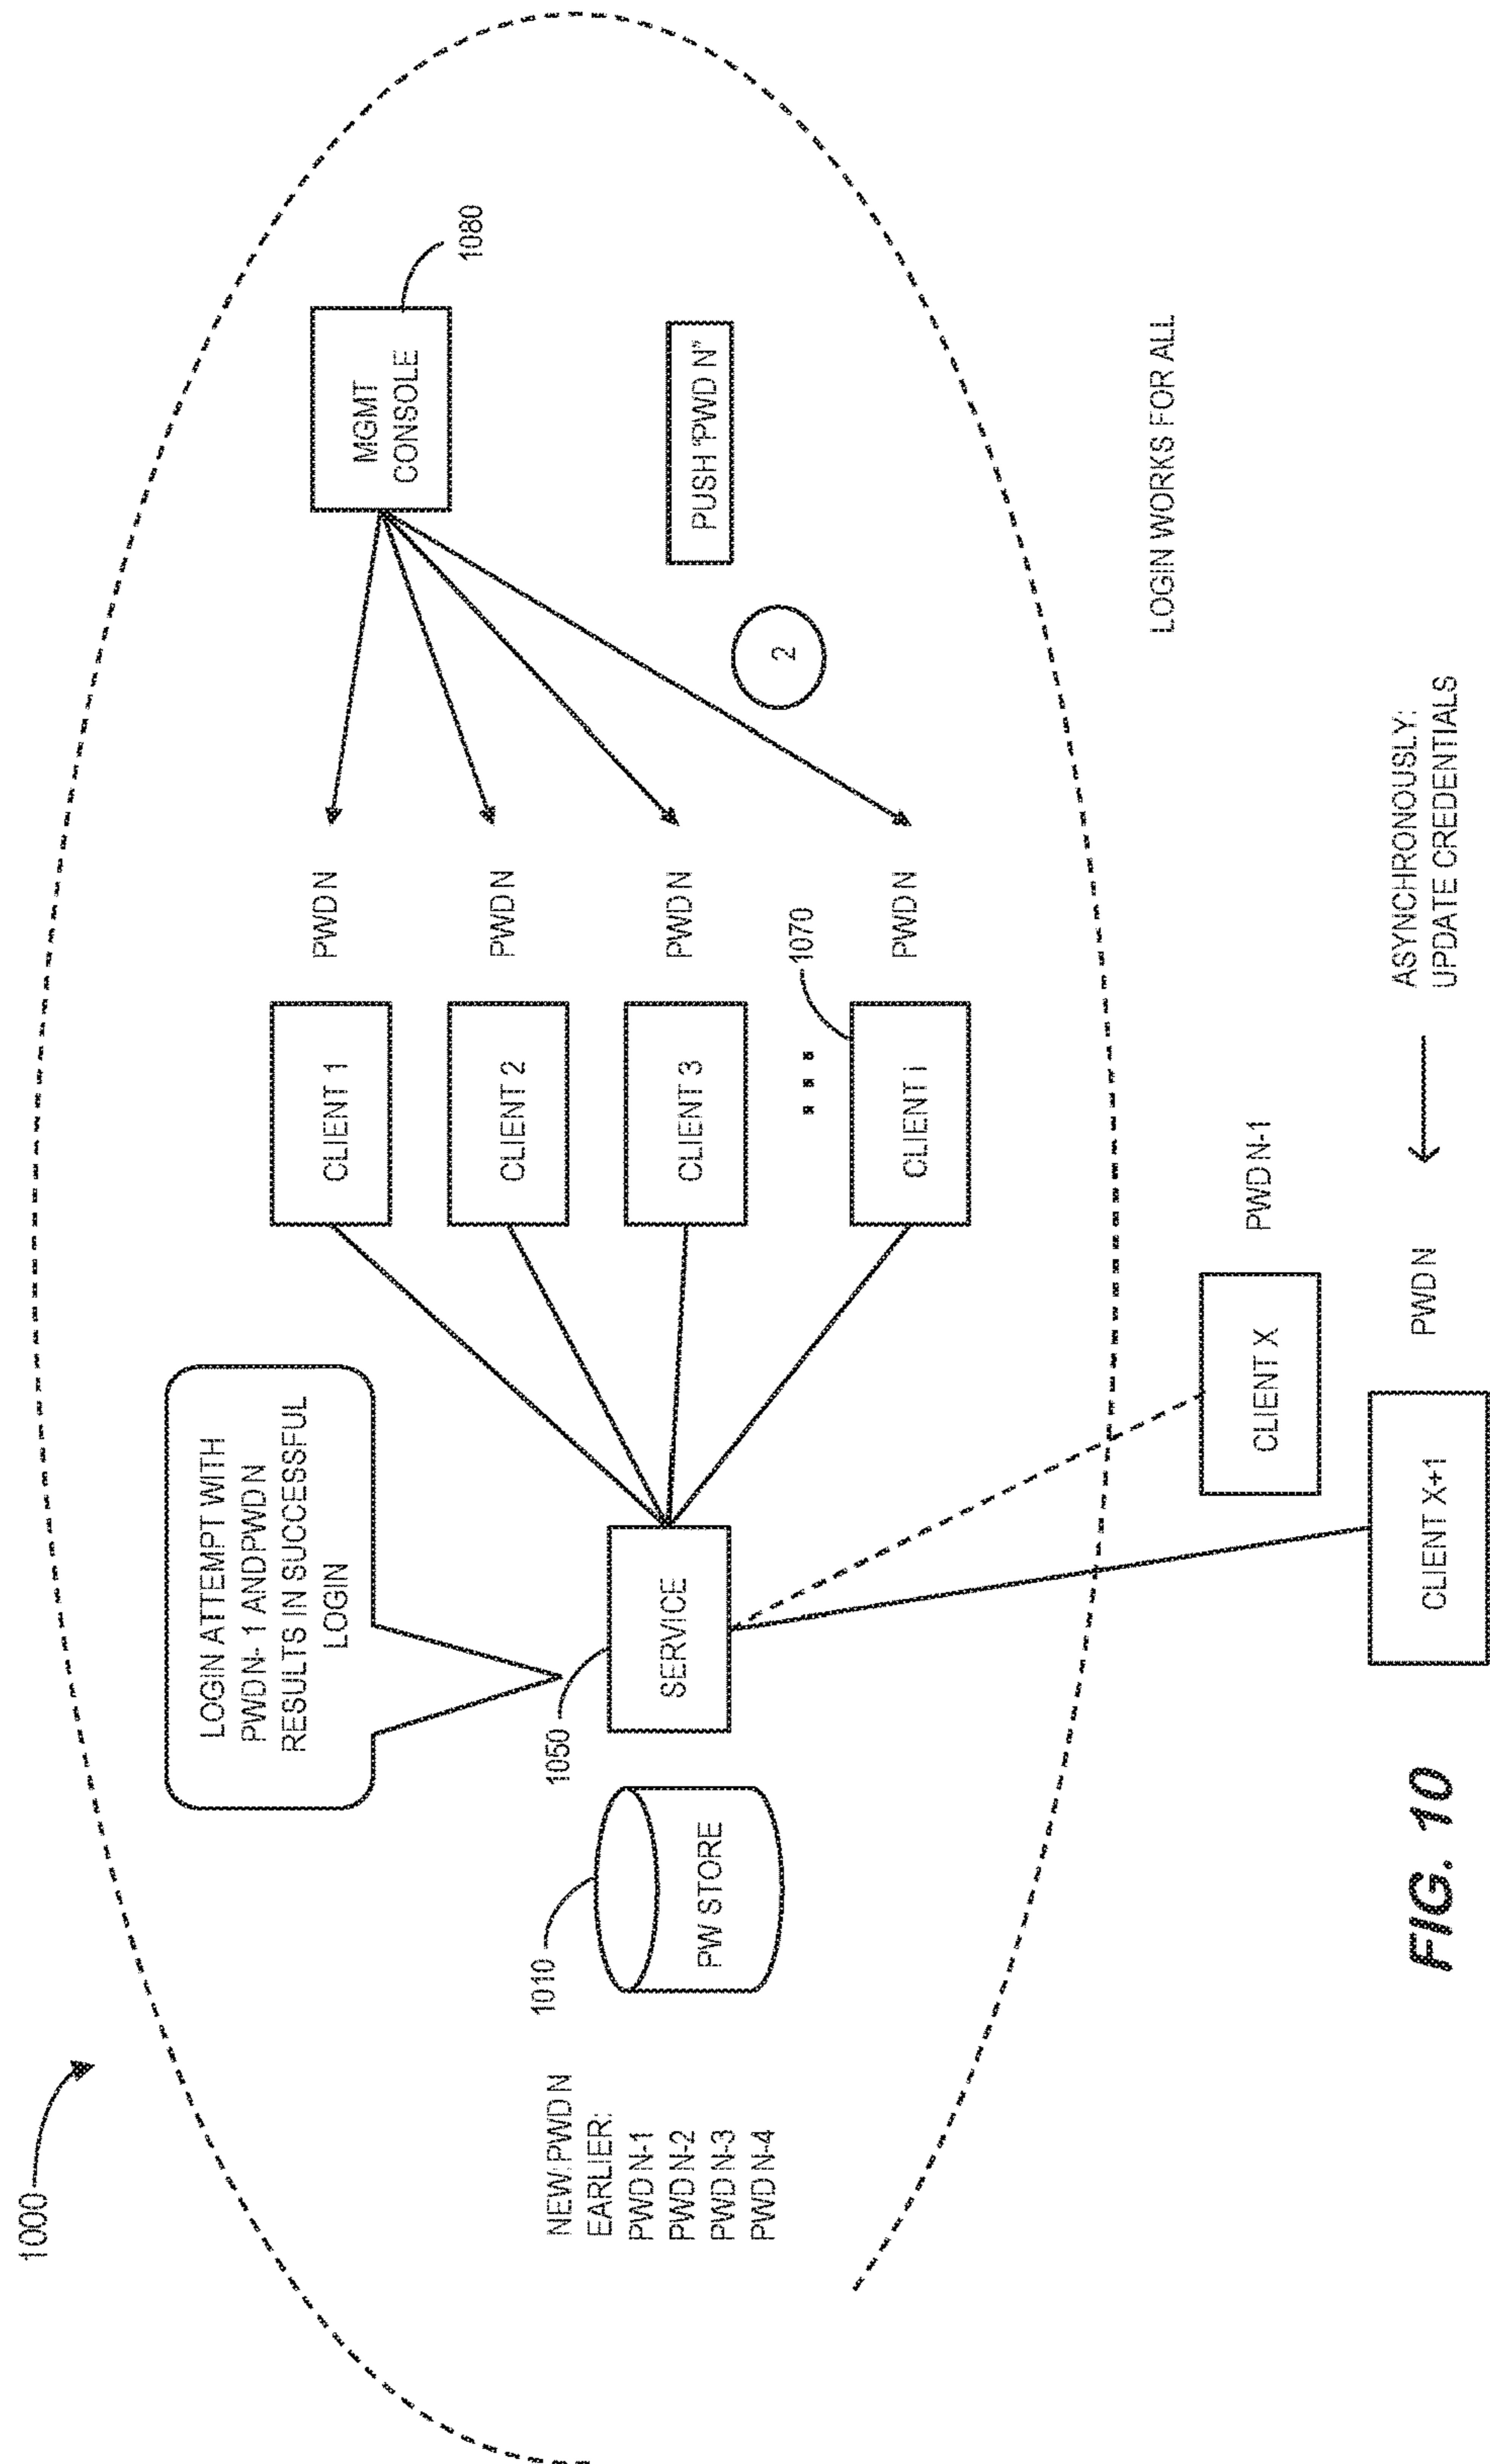 1000
LOGIN ATTEMPT WITH
PWDN- 1 ANDPWD N
RESULTS IN SUCCESSFUL
LOGIN
NEW:PWD N
EARLIER:
PWD N-1
PWD N-2
PWD N-3
PWD N-4
1010
PW STORE
1050
SERVICE
CLIENT 1
CLIENT 2
CLIENT 3
CLIENT i
1070
PWD N
PWD N
PWD N
PWD N
MGMT
CONSOLE
1080
2
PUSH "PWD N"
LOGIN WORKS FOR ALL
CLIENT X
PWD N-1
CLIENT X+1
PWD N
ASYNCHRONOUSLY:
UPDATE CREDENTIALS
FIG. 10